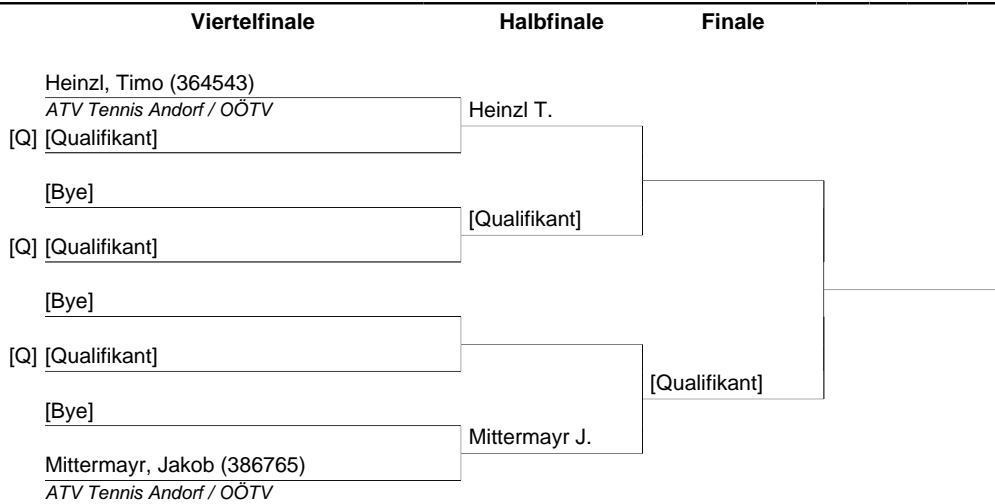 Viertelfinale Halbfinale Finale
Heinzl, Timo (364543)
ATV Tennis Andorf / OÖTV
Heinzl T.
[Q] [Qualifikant]
[Bye]
[Qualifikant]
[Q] [Qualifikant]
[Bye]
[Q] [Qualifikant]
[Qualifikant]
[Bye]
Mittermayr J.
Mittermayr, Jakob (386765)
ATV Tennis Andorf / OÖTV